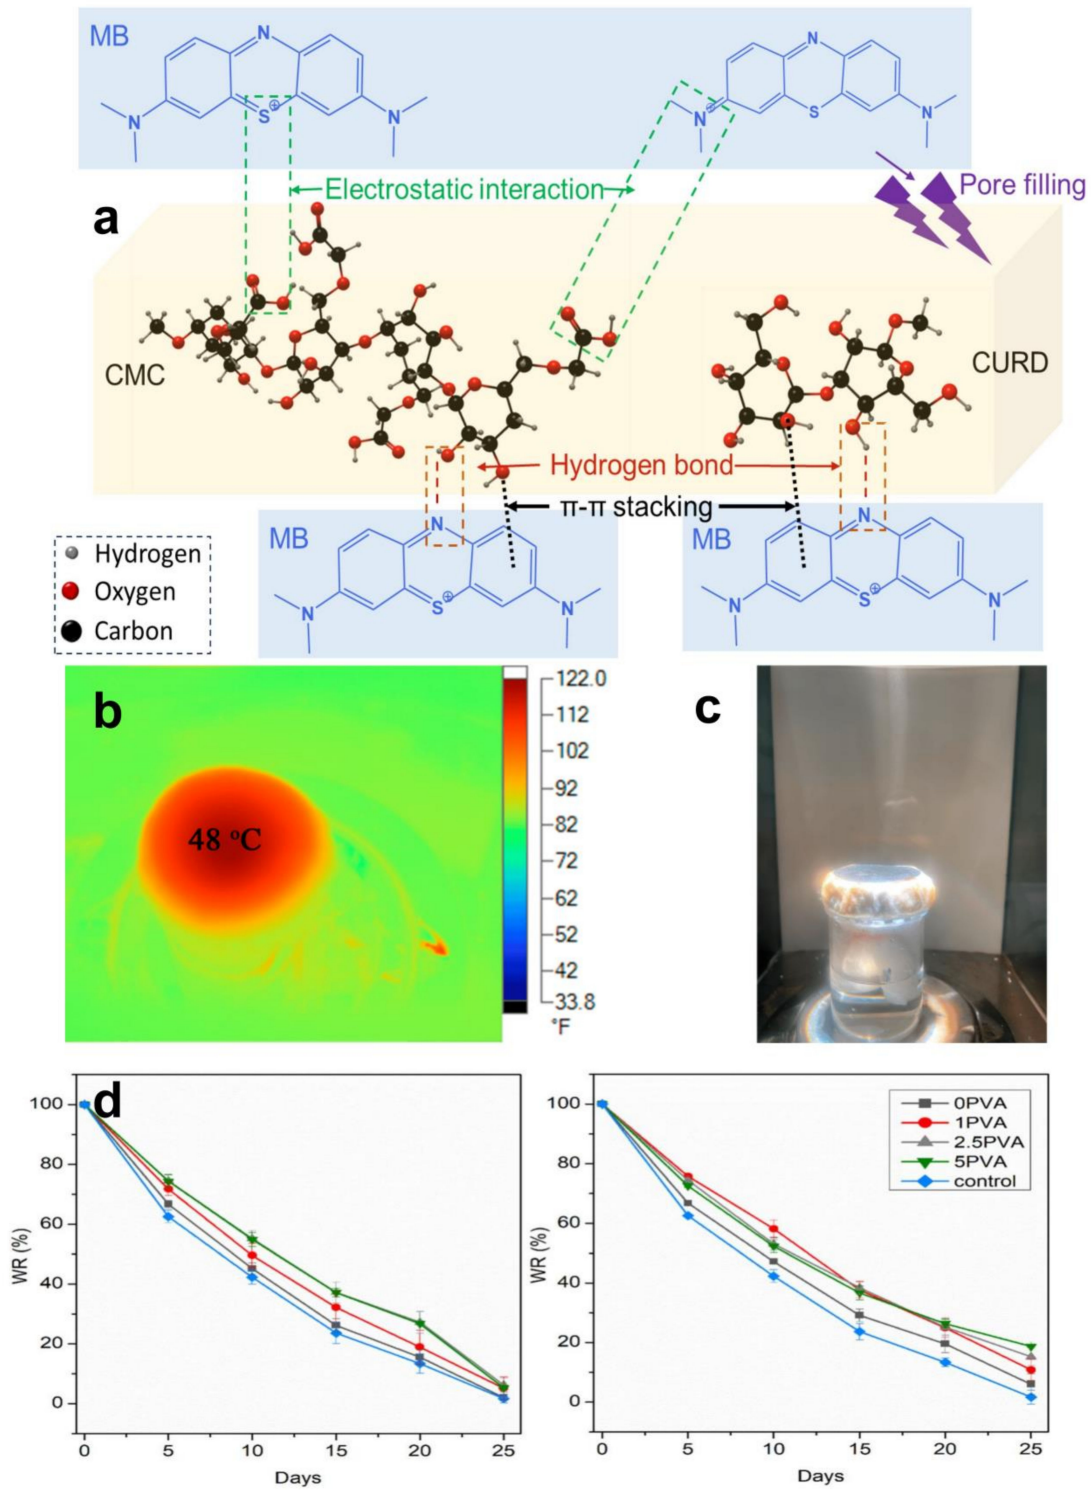 MB
N
S
⊕
N
N
N
S
N⁺
N
Electrostatic interaction
Pore filling
a
CMC
CURD
Hydrogen bond
π-π stacking
MB
N
S
⊕
N
N
MB
N
S
⊕
N
N
Hydrogen
Oxygen
Carbon
b
48 °C
122.0
112
102
92
82
72
62
52
42
33.8
°F
c
d
WR (%)
100
80
60
40
20
0
0 5 10 15 20 25
Days
WR (%)
100
80
60
40
20
0
0PVA
1PVA
2.5PVA
5PVA
control
0 5 10 15 20 25
Days